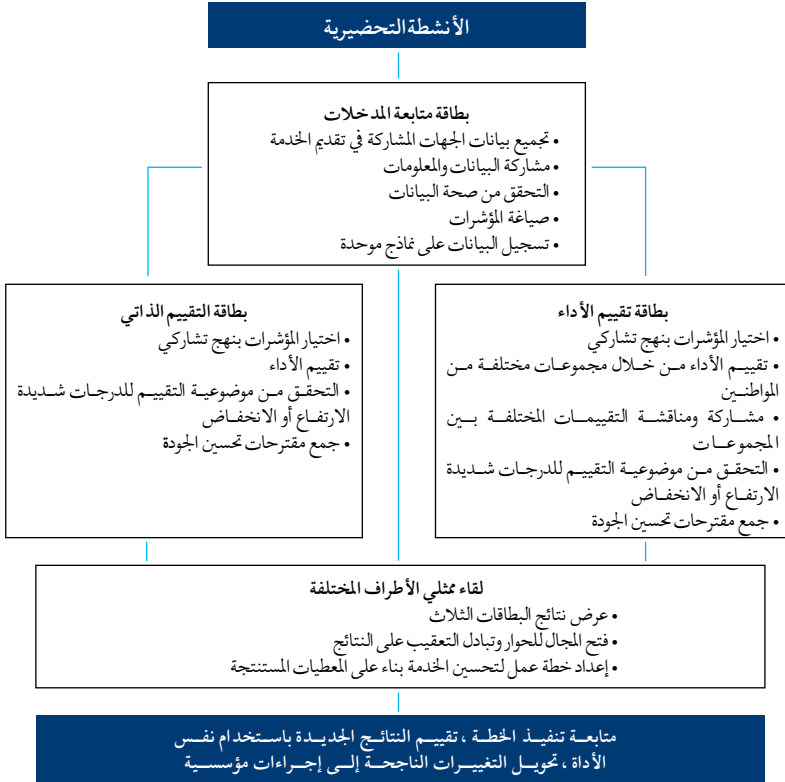 الأنشطة التحضيرية
بطاقة متابعة المدخلات
• تجميع بيانات الجهات المشاركة في تقديم الخدمة
• مشاركة البيانات والمعلومات
• التحقق من صحة البيانات
• صياغة المؤشرات
• تسجيل البيانات على نماذج موحدة
بطاقة تقييم الأداء
• اختيار المؤشرات بنهج تشاركي
• تقييم الأداء من خلال مجموعات مختلفة من
المواطنين
• مشاركة ومناقشة التقييمات المختلفة بين
المجموعات
• التحقق من موضوعية التقييم للدرجات شديدة
الارتفاع أو الانخفاض
• جمع مقترحات تحسين الجودة
بطاقة التقييم الذاتي
• اختيار المؤشرات بنهج تشاركي
• تقييم الأداء
• التحقق من موضوعية التقييم للدرجات شديدة
الارتفاع أو الانخفاض
• جمع مقترحات تحسين الجودة
لقاء ممثلي الأطراف المختلفة
• عرض نتائج البطاقات الثلاث
• فتح المجال للحوار وتبادل التعقيب على النتائج
• إعداد خطة عمل لتحسين الخدمة بناء على المعطيات المستنتجة
متابعة تنفيذ الخطة ، تقييم النتائج الجديدة باستخدام نفس
الأداة ، تحويل التغييرات الناجحة إلى إجراءات مؤسسية